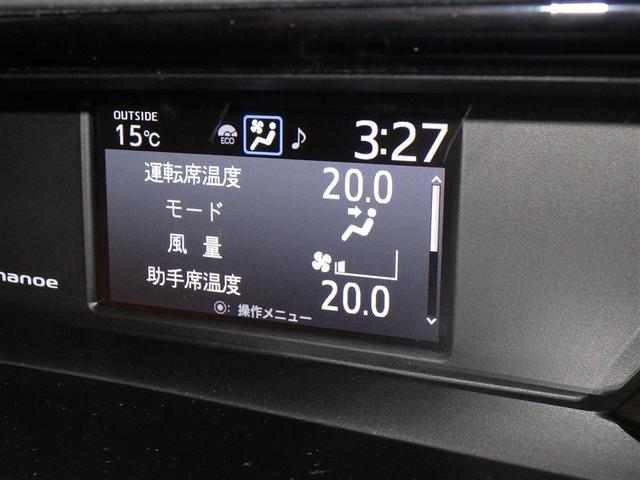 OUTSIDE
15℃ ECO 3:27
運転席温度 20.0
モード
風量
助手席温度 20.0
: 操作メニュー
nanoe